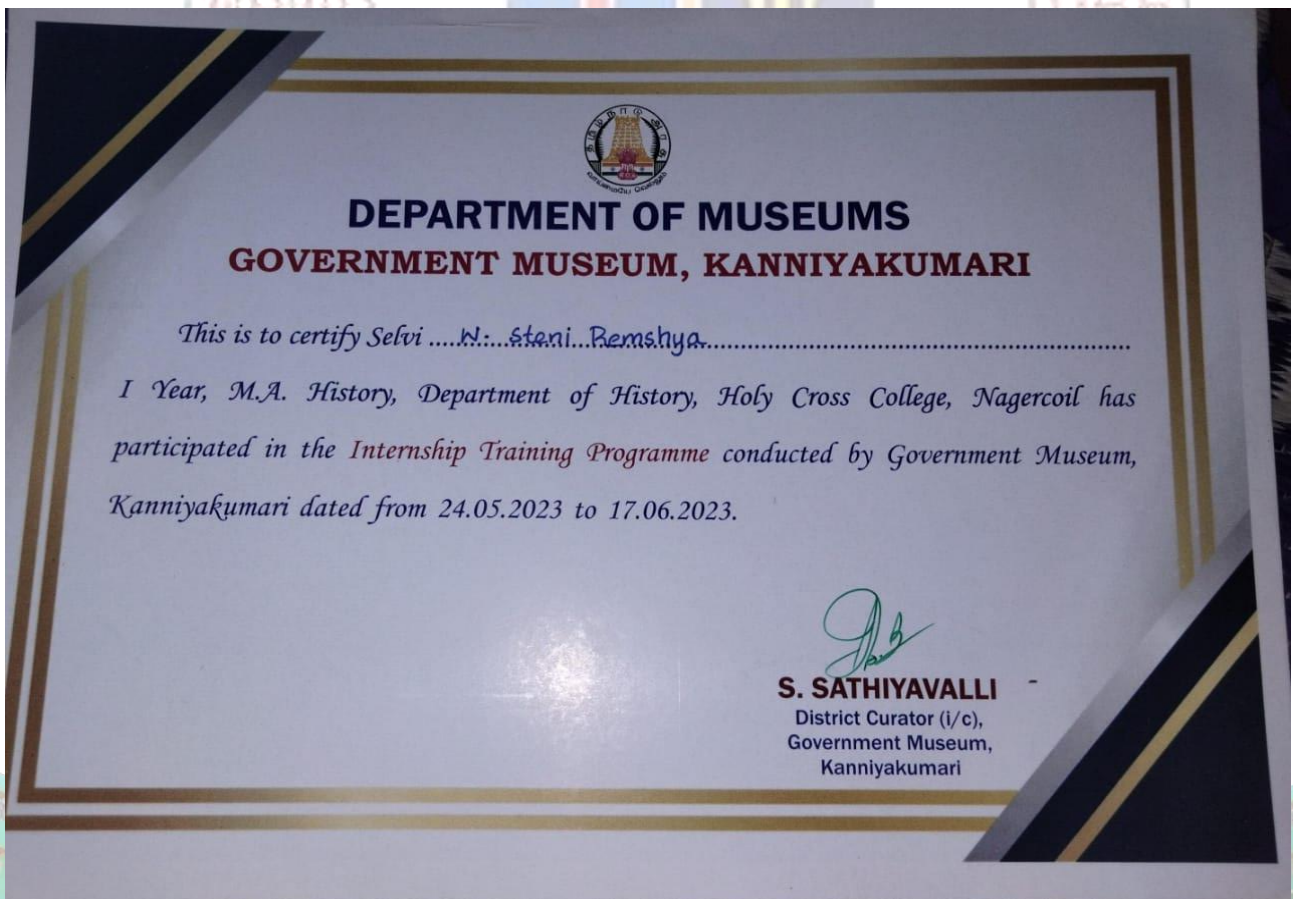 தமிழ்நாடு அரசு
வாய்மையே வெல்லும்
DEPARTMENT OF MUSEUMS
GOVERNMENT MUSEUM, KANNIYAKUMARI
This is to certify Selvi .....W. Steni Remshya.....
I Year, M.A. History, Department of History, Holy Cross College, Nagercoil has
participated in the Internship Training Programme conducted by Government Museum,
Kanniyakumari dated from 24.05.2023 to 17.06.2023.
S. SATHIYAVALLI
District Curator (i/c),
Government Museum,
Kanniyakumari